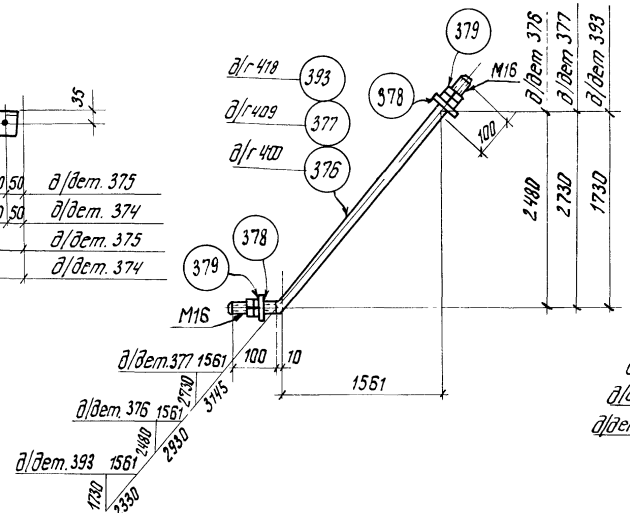 35
50
50
д/дет. 375
д/дет. 374
д/дет. 375
д/дет. 374
д/г 418
393
д/г 409
377
д/г 400
376
379
378
М16
100
д/дет 376
д/дет 377
д/дет 393
2480
2730
1730
379
378
М16
100
10
1561
д/дет.377 1561
2730
3145
д/дет. 376 1561
2480
2930
д/дет. 393 1561
1730
2330